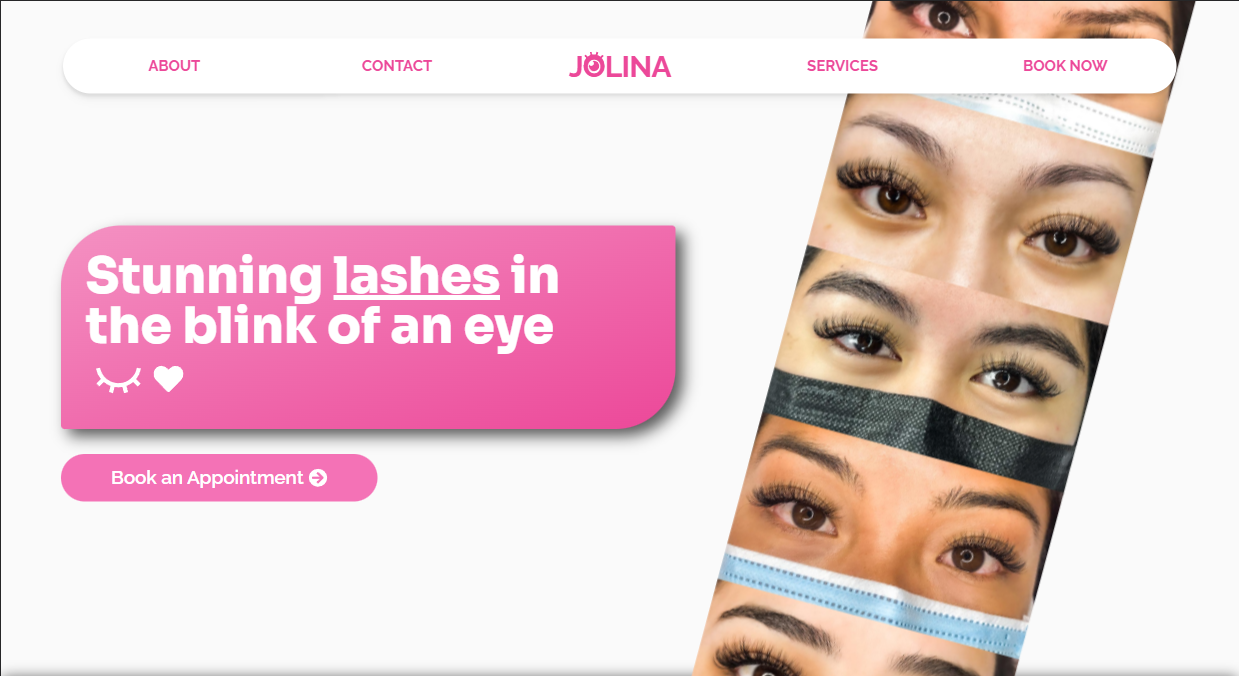 ABOUT
CONTACT
JOLINA
SERVICES
BOOK NOW
Stunning lashes in
the blink of an eye
Book an Appointment